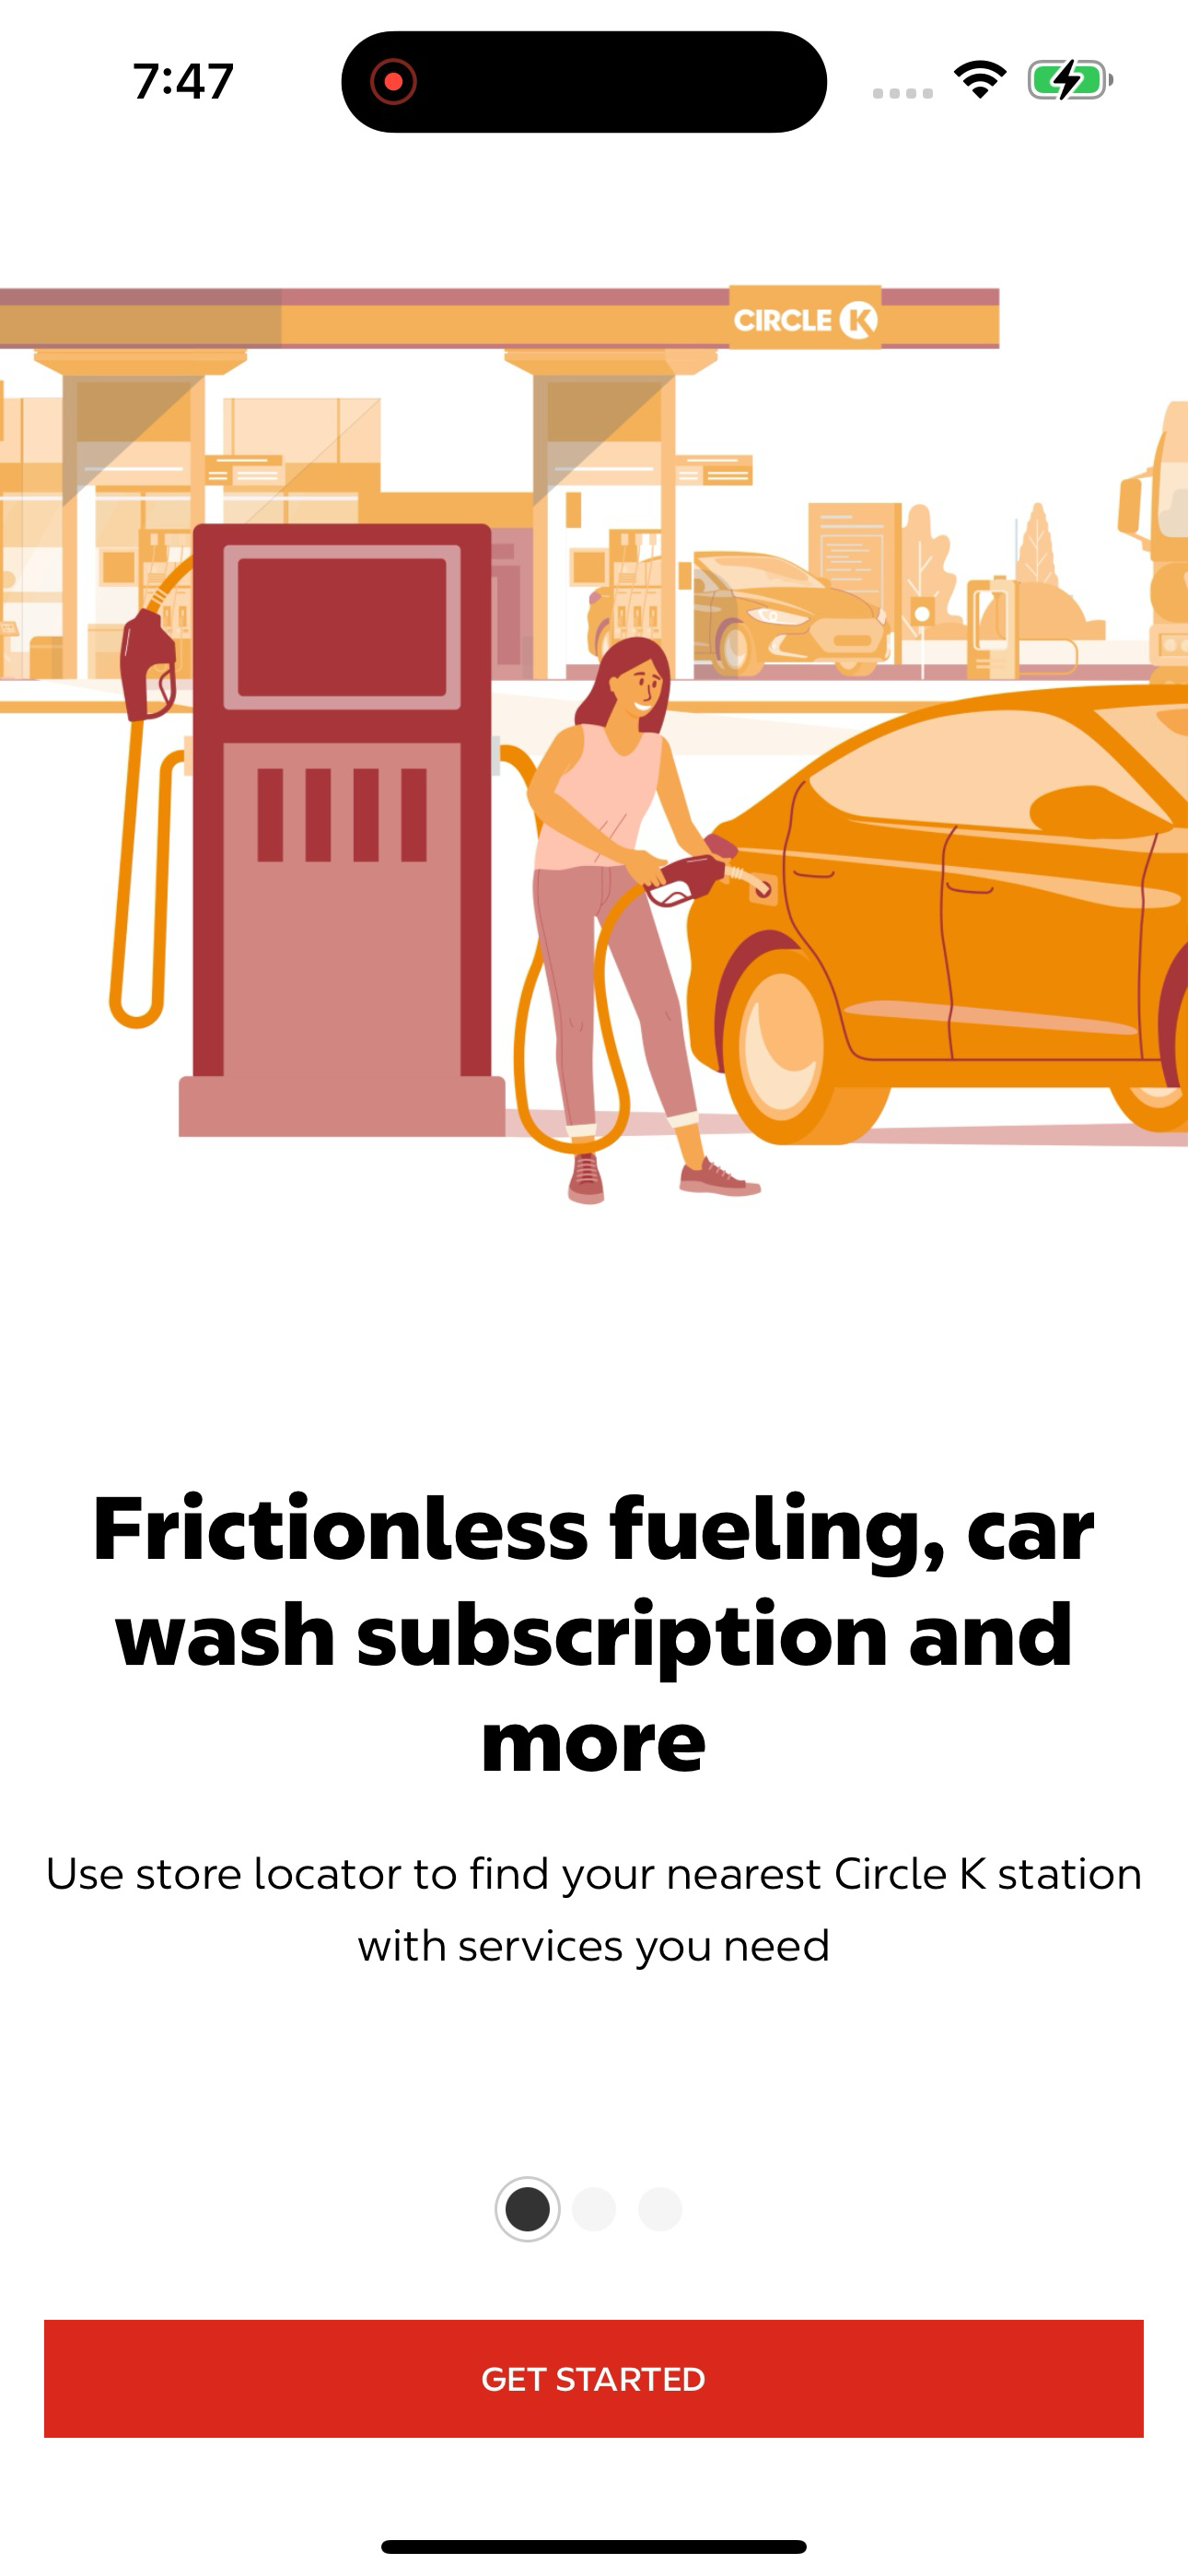 7:47
CIRCLE K
Frictionless fueling, car
wash subscription and
more
Use store locator to find your nearest Circle K station
with services you need
GET STARTED